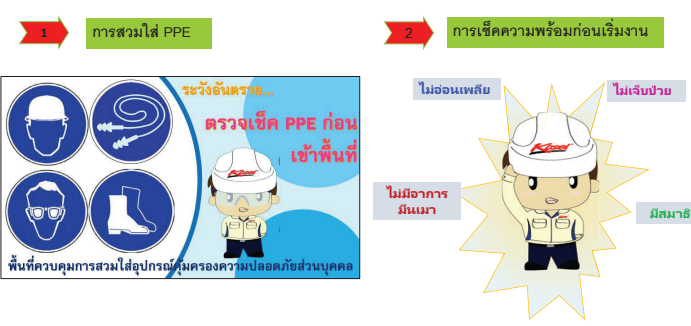 1
การสวมใส่ PPE
2
การเช็คความพร้อมก่อนเริ่มงาน
ระวังอันตราย...
ตรวจเช็ค PPE ก่อน
เข้าพื้นที่
พื้นที่ควบคุมการสวมใส่อุปกรณ์คุ้มครองความปลอดภัยส่วนบุคคล
ไม่อ่อนเพลีย
ไม่เจ็บป่วย
ไม่มีอาการ
มึนเมา
มีสมาธิ